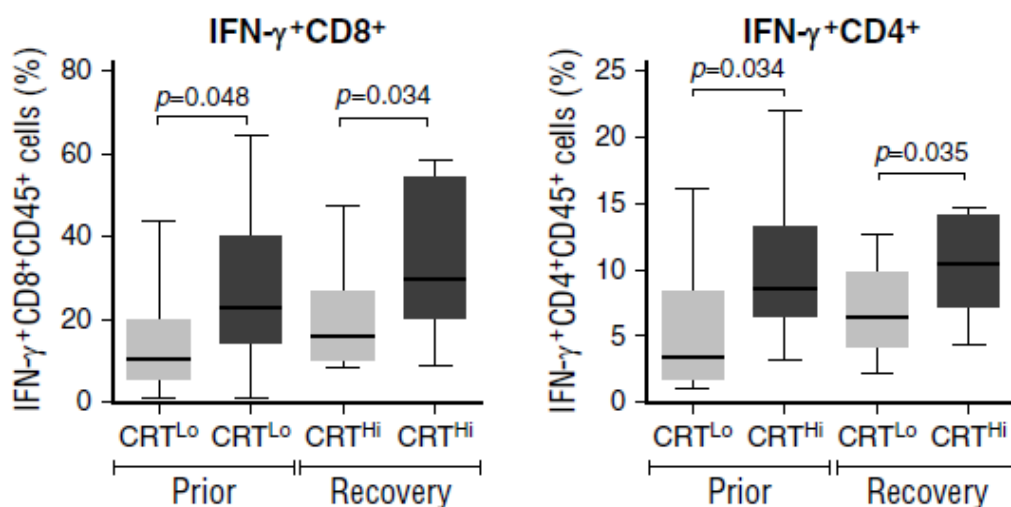 IFN-γ⁺CD8⁺
IFN-γ⁺CD8⁺CD45⁺ cells (%)
80
60
40
20
0
p=0.048
p=0.034
CRTᴸᵒ CRTᴸᵒ CRTᴴⁱ CRTᴴⁱ
Prior Recovery
IFN-γ⁺CD4⁺
IFN-γ⁺CD4⁺CD45⁺ cells (%)
25
20
15
10
5
0
p=0.034
p=0.035
CRTᴸᵒ CRTᴴⁱ CRTᴸᵒ CRTᴴⁱ
Prior Recovery